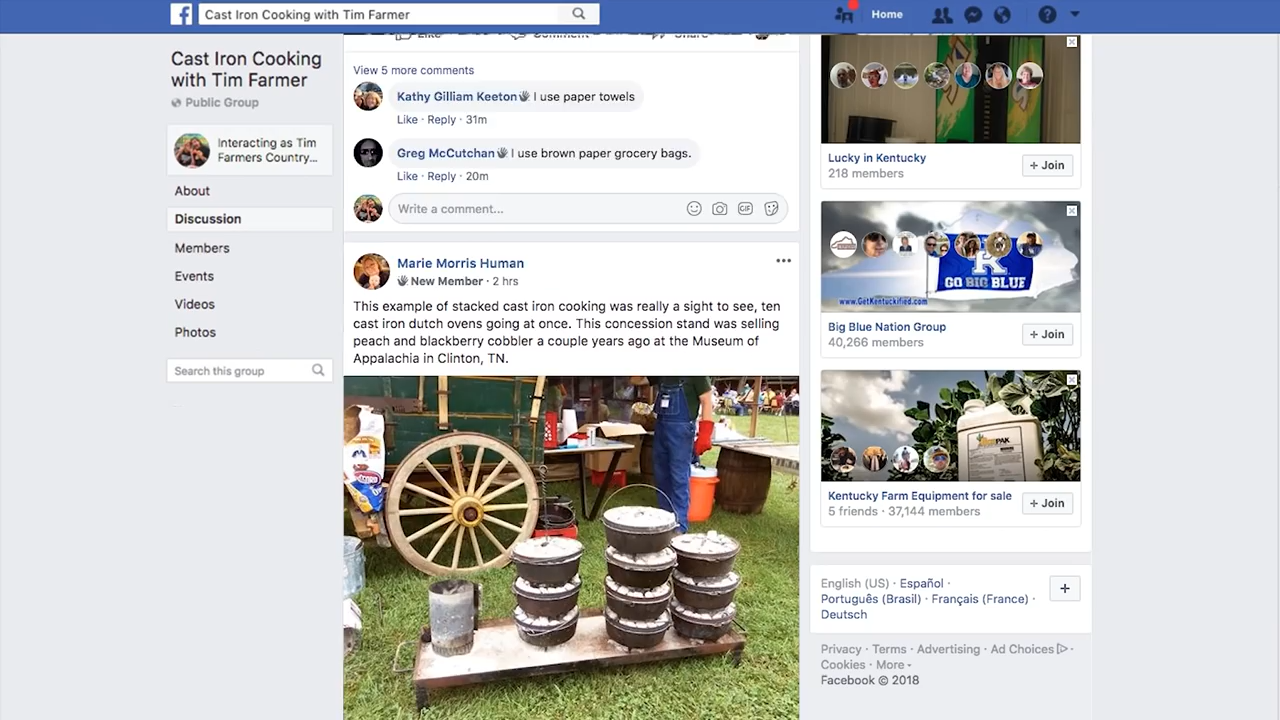 Cast Iron Cooking with Tim Farmer
Home
Cast Iron Cooking
with Tim Farmer
Public Group
Interacting as Tim
Farmers Country...
About
Discussion
Members
Events
Videos
Photos
Search this group
Like Comment Share
View 5 more comments
Kathy Gilliam Keeton I use paper towels
Like · Reply · 31m
Greg McCutchan I use brown paper grocery bags.
Like · Reply · 20m
Write a comment...
GIF
Marie Morris Human
New Member · 2 hrs
This example of stacked cast iron cooking was really a sight to see, ten
cast iron dutch ovens going at once. This concession stand was selling
peach and blackberry cobbler a couple years ago at the Museum of
Appalachia in Clinton, TN.
Lucky in Kentucky
218 members
+ Join
K
GO BIG BLUE
www.GetKentuckified.com
Big Blue Nation Group
40,266 members
+ Join
Kentucky Farm Equipment for sale
5 friends · 37,144 members
+ Join
English (US) · Español ·
Português (Brasil) · Français (France) ·
Deutsch
+
Privacy · Terms · Advertising · Ad Choices ·
Cookies · More
Facebook © 2018